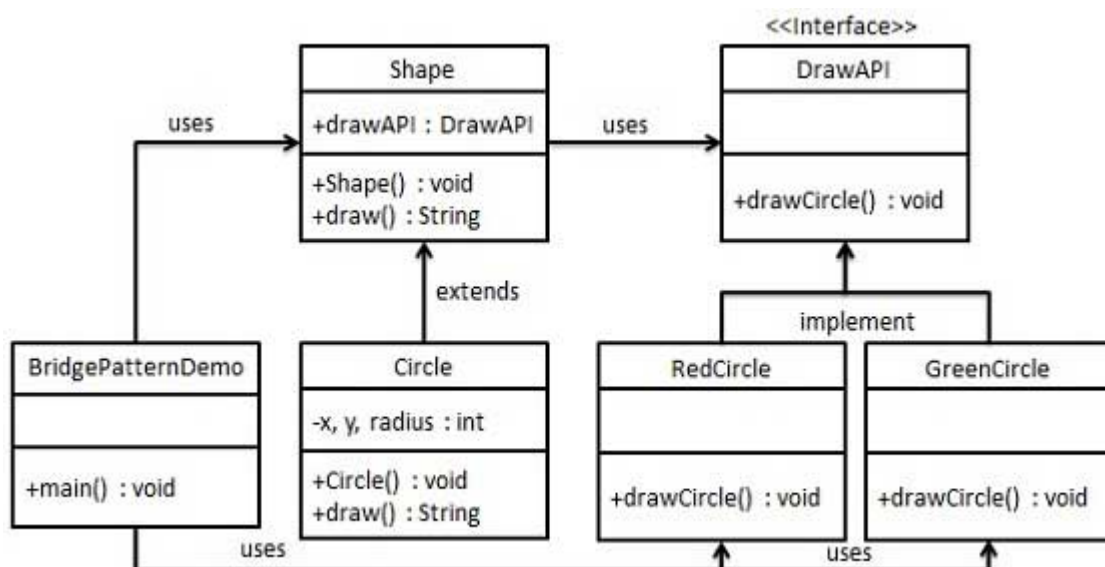 <<Interface>>
Shape
DrawAPI
+drawAPI : DrawAPI
uses
uses
+Shape() : void
+draw() : String
+drawCircle() : void
extends
implement
BridgePatternDemo
Circle
RedCircle
GreenCircle
-x, y, radius : int
+main() : void
+Circle() : void
+draw() : String
+drawCircle() : void
+drawCircle() : void
uses
uses